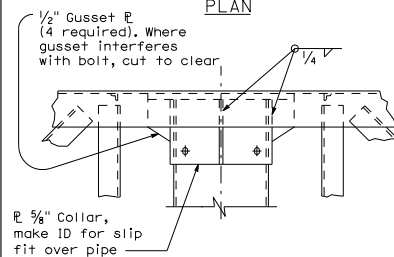 PLAN
1/2" Gusset ⅊
(4 required). Where
gusset interferes
with bolt, cut to clear
1/4
⅊ 5/8" Collar,
make ID for slip
fit over pipe